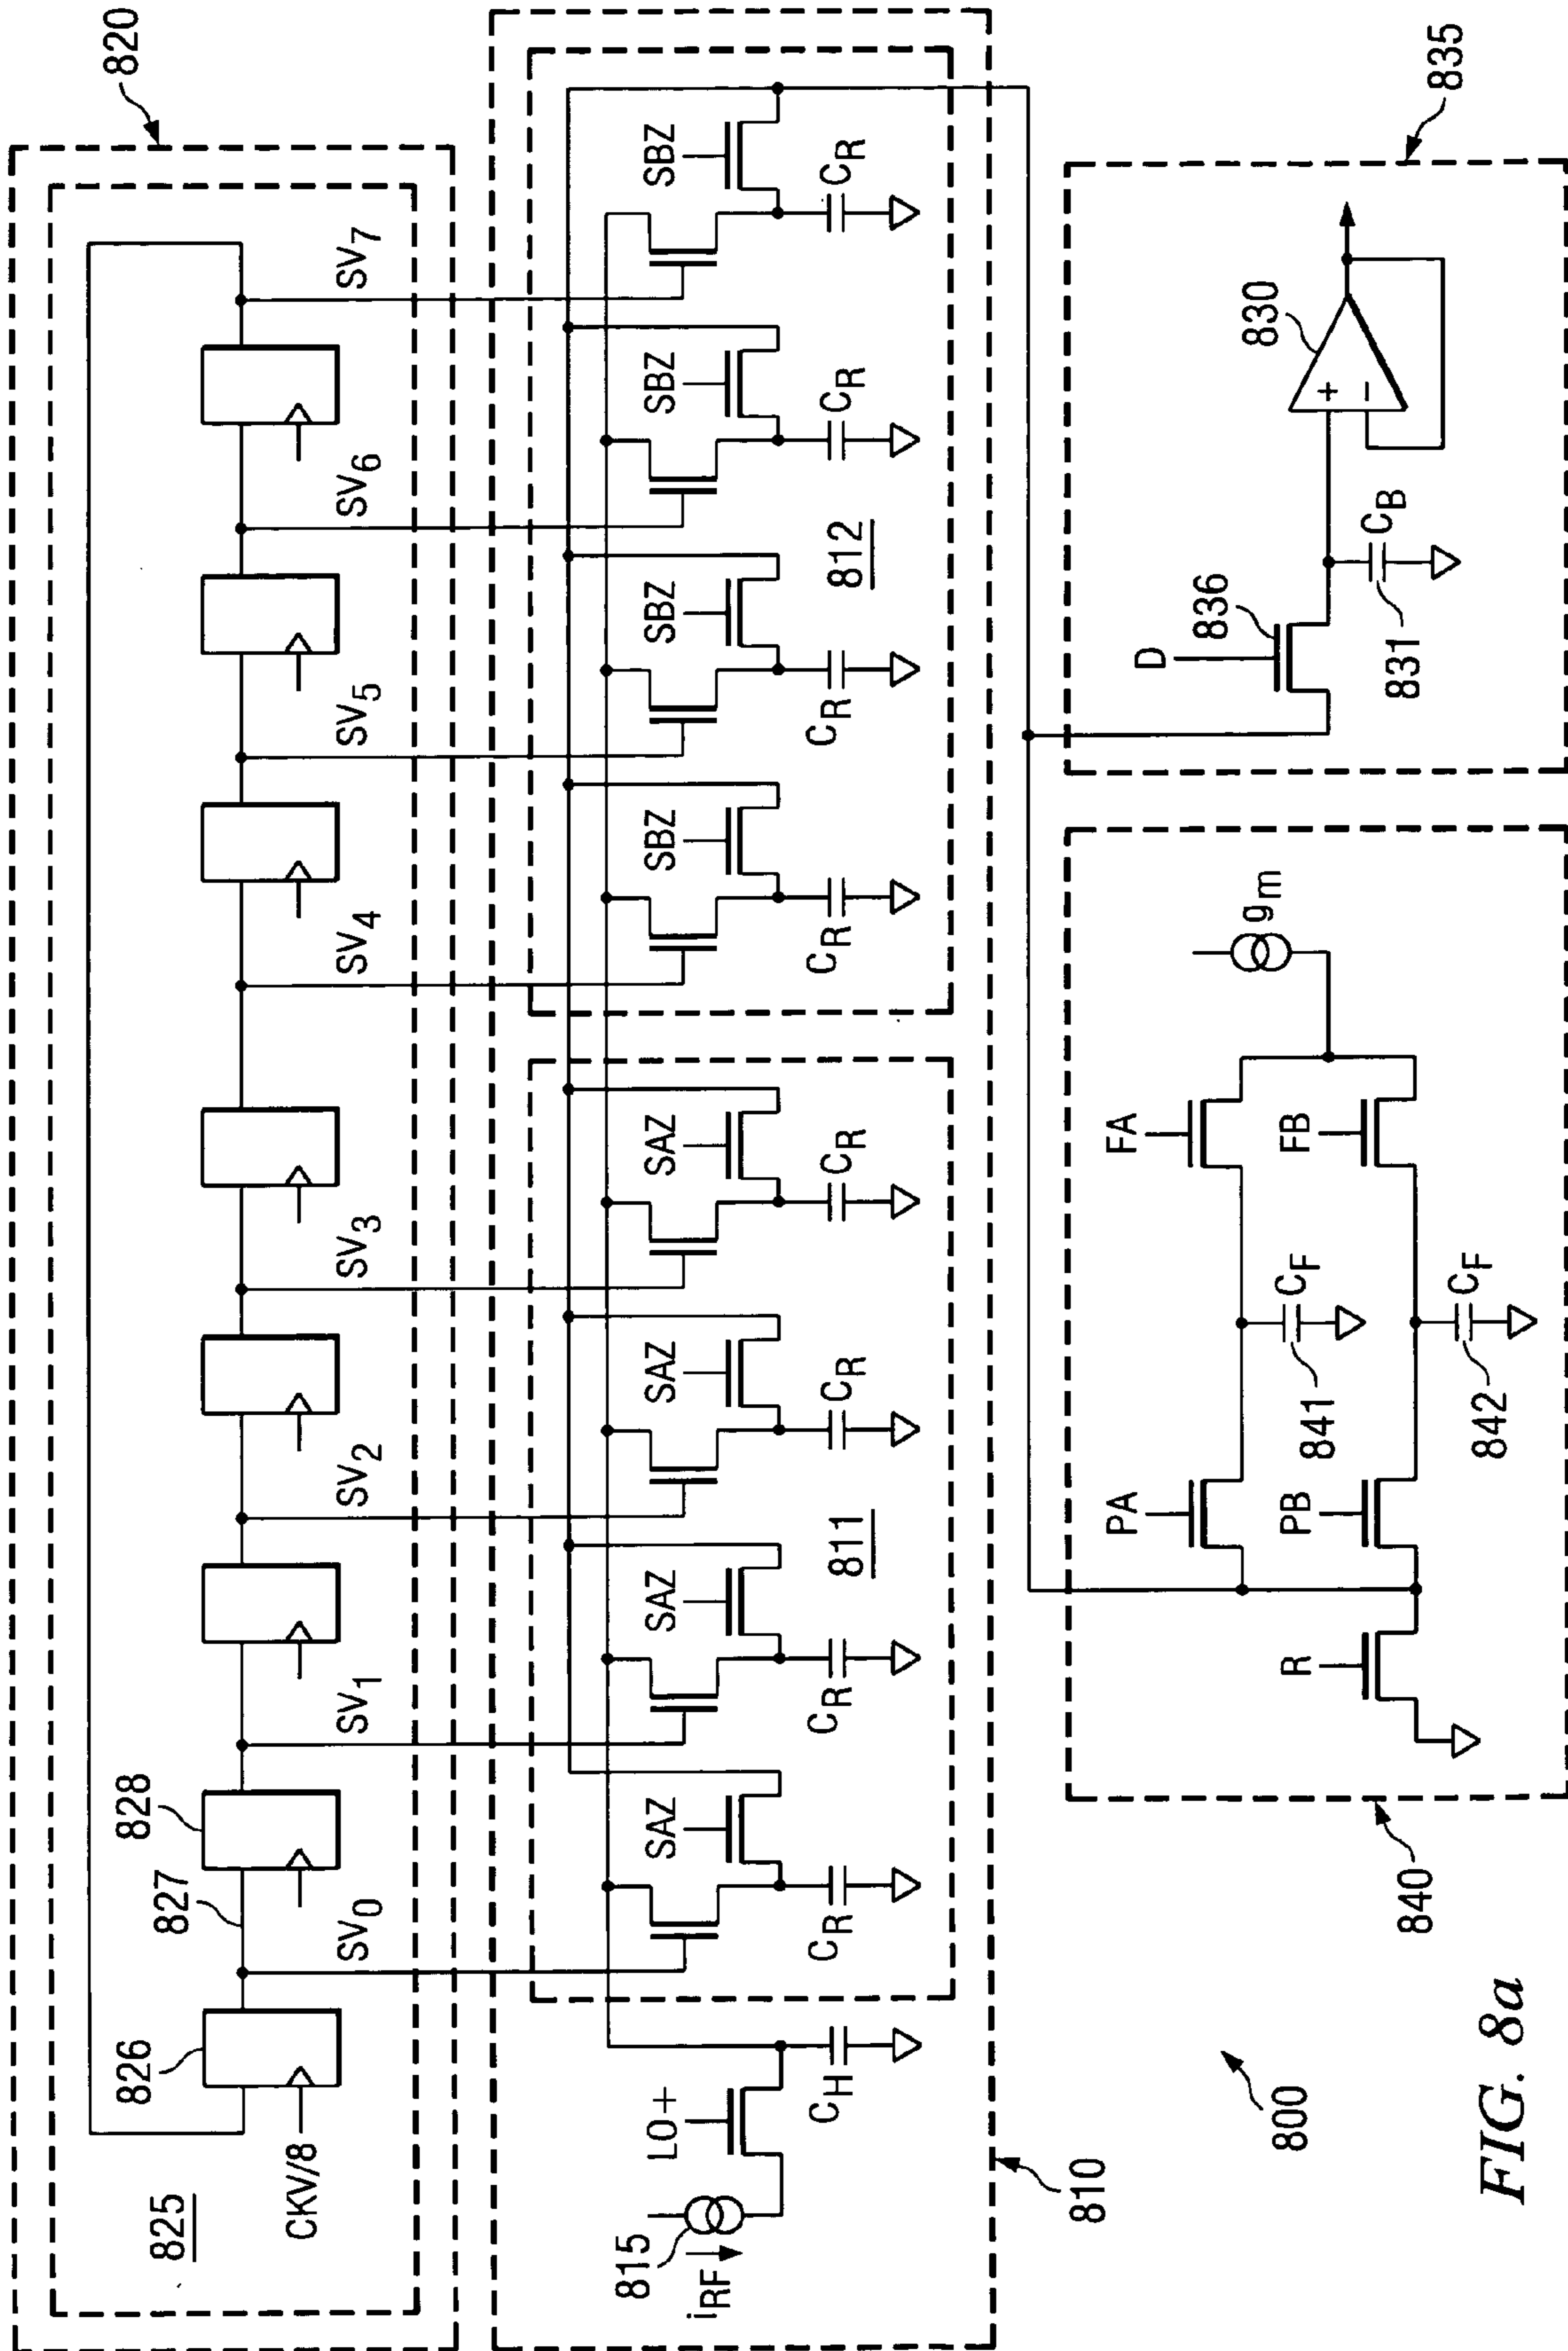 820
825
826
827
828
CKV/8
SV0
SV1
SV2
SV3
SV4
SV5
SV6
SV7
815
iRF
LO+
CH
SAZ
SAZ
SAZ
SAZ
SBZ
SBZ
SBZ
SBZ
CR
CR
CR
CR
CR
CR
CR
CR
811
812
810
R
PA
PB
841
CF
842
CF
FA
FB
gm
840
D
836
831
CB
830
+
−
835
800
FIG. 8a